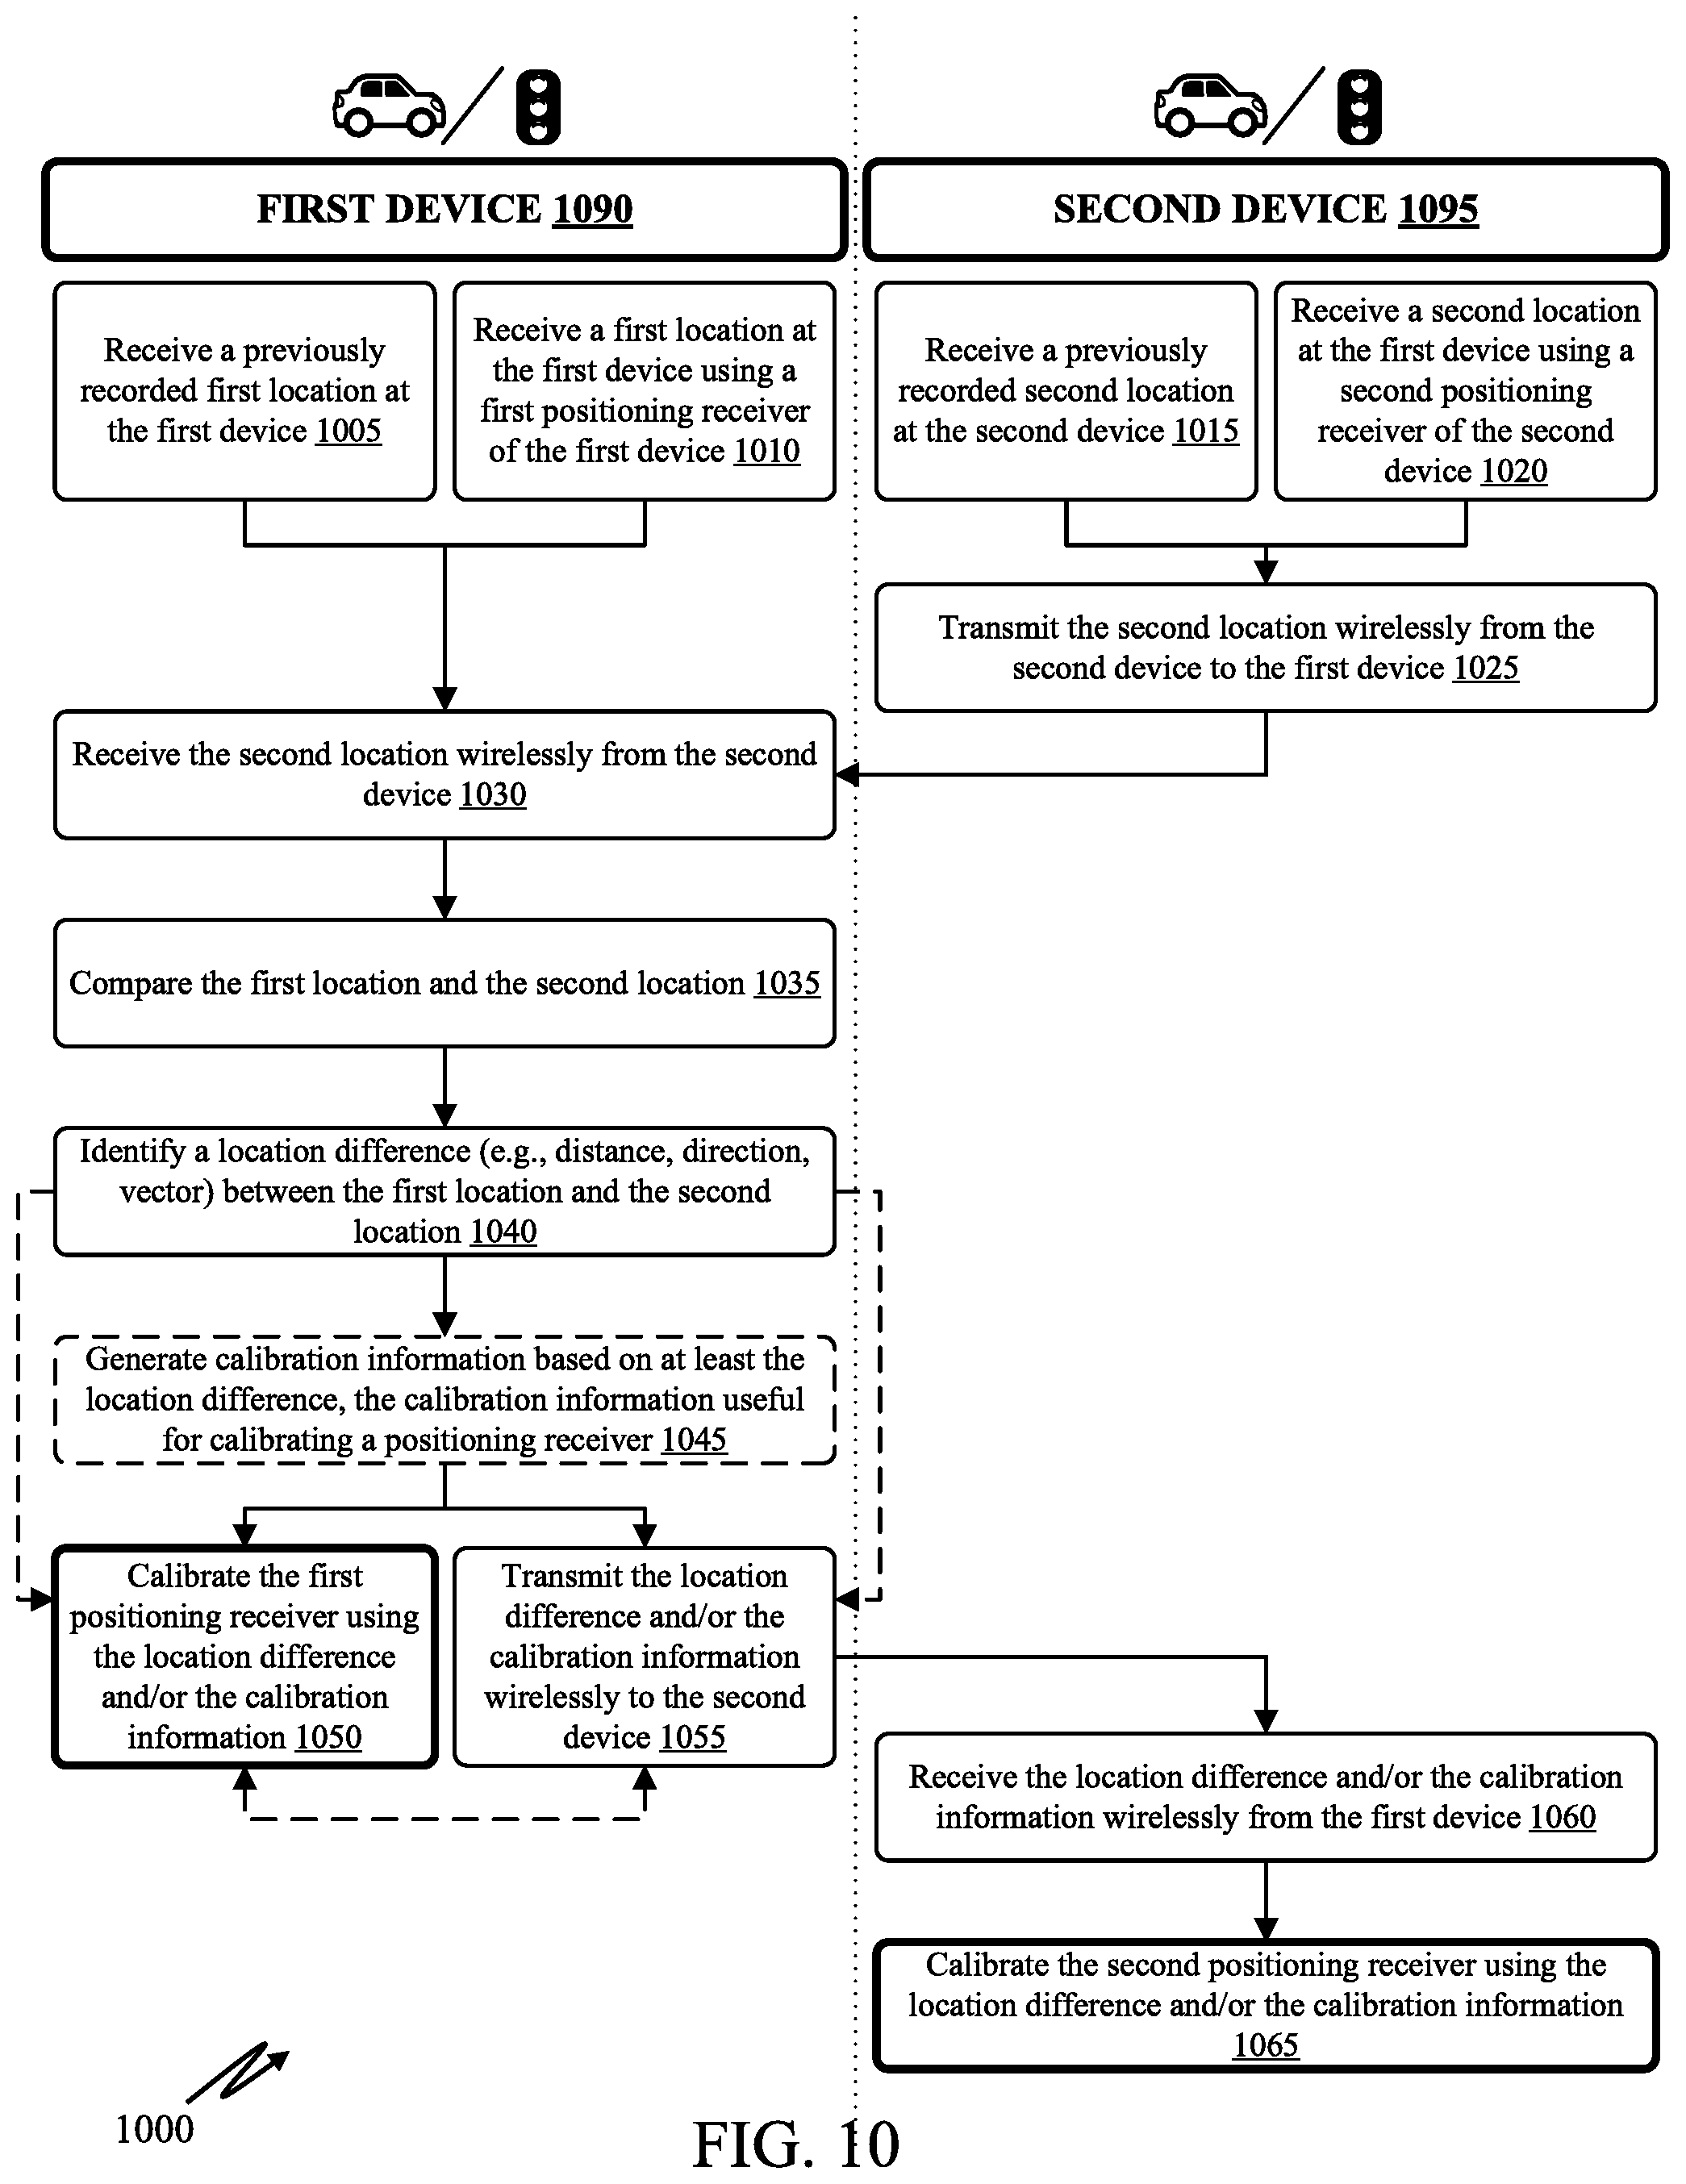 FIRST DEVICE 1090
SECOND DEVICE 1095
Receive a previously
recorded first location at
the first device 1005
Receive a first location at
the first device using a
first positioning receiver
of the first device 1010
Receive a previously
recorded second location
at the second device 1015
Receive a second location
at the first device using a
second positioning
receiver of the second
device 1020
Transmit the second location wirelessly from the
second device to the first device 1025
Receive the second location wirelessly from the second
device 1030
Compare the first location and the second location 1035
Identify a location difference (e.g., distance, direction,
vector) between the first location and the second
location 1040
Generate calibration information based on at least the
location difference, the calibration information useful
for calibrating a positioning receiver 1045
Calibrate the first
positioning receiver using
the location difference
and/or the calibration
information 1050
Transmit the location
difference and/or the
calibration information
wirelessly to the second
device 1055
Receive the location difference and/or the calibration
information wirelessly from the first device 1060
Calibrate the second positioning receiver using the
location difference and/or the calibration information
1065
1000
FIG. 10